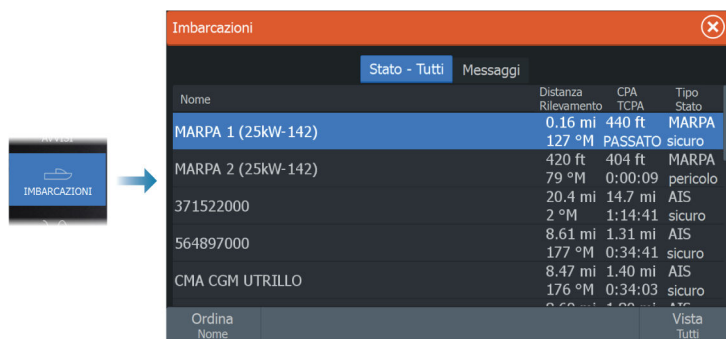 AVVISI
IMBARCAZIONI
Imbarcazioni
Stato - Tutti Messaggi
Nome Distanza Rilevamento CPA TCPA Tipo Stato
MARPA 1 (25kW-142) 0.16 mi 440 ft MARPA
127 °M PASSATO sicuro
MARPA 2 (25kW-142) 420 ft 404 ft MARPA
79 °M 0:00:09 pericolo
371522000 20.4 mi 14.7 mi AIS
2 °M 1:14:41 sicuro
564897000 8.61 mi 1.31 mi AIS
177 °M 0:34:41 sicuro
CMA CGM UTRILLO 8.47 mi 1.40 mi AIS
176 °M 0:34:03 sicuro
Ordina Vista
Nome Tutti